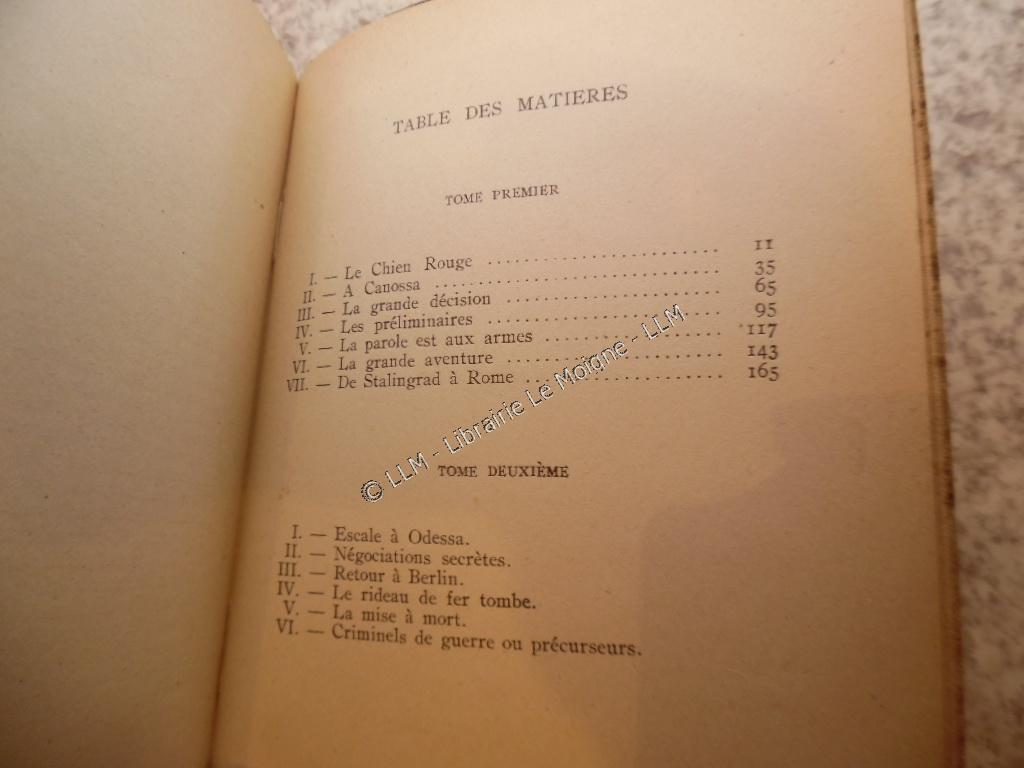 TABLE DES MATIERES
TOME PREMIER
I. — Le Chien Rouge .......................... 11
II. — A Canossa .......................... 35
III. — La grande décision .......................... 65
IV. — Les préliminaires .......................... 95
V. — La parole est aux armes .......................... 117
VI. — La grande aventure .......................... 143
VII. — De Stalingrad à Rome .......................... 165
© LLM - Librairie Le Moigne - LLM
TOME DEUXIÈME
I. — Escale à Odessa.
II. — Négociations secrètes.
III. — Retour à Berlin.
IV. — Le rideau de fer tombe.
V. — La mise à mort.
VI. — Criminels de guerre ou précurseurs.